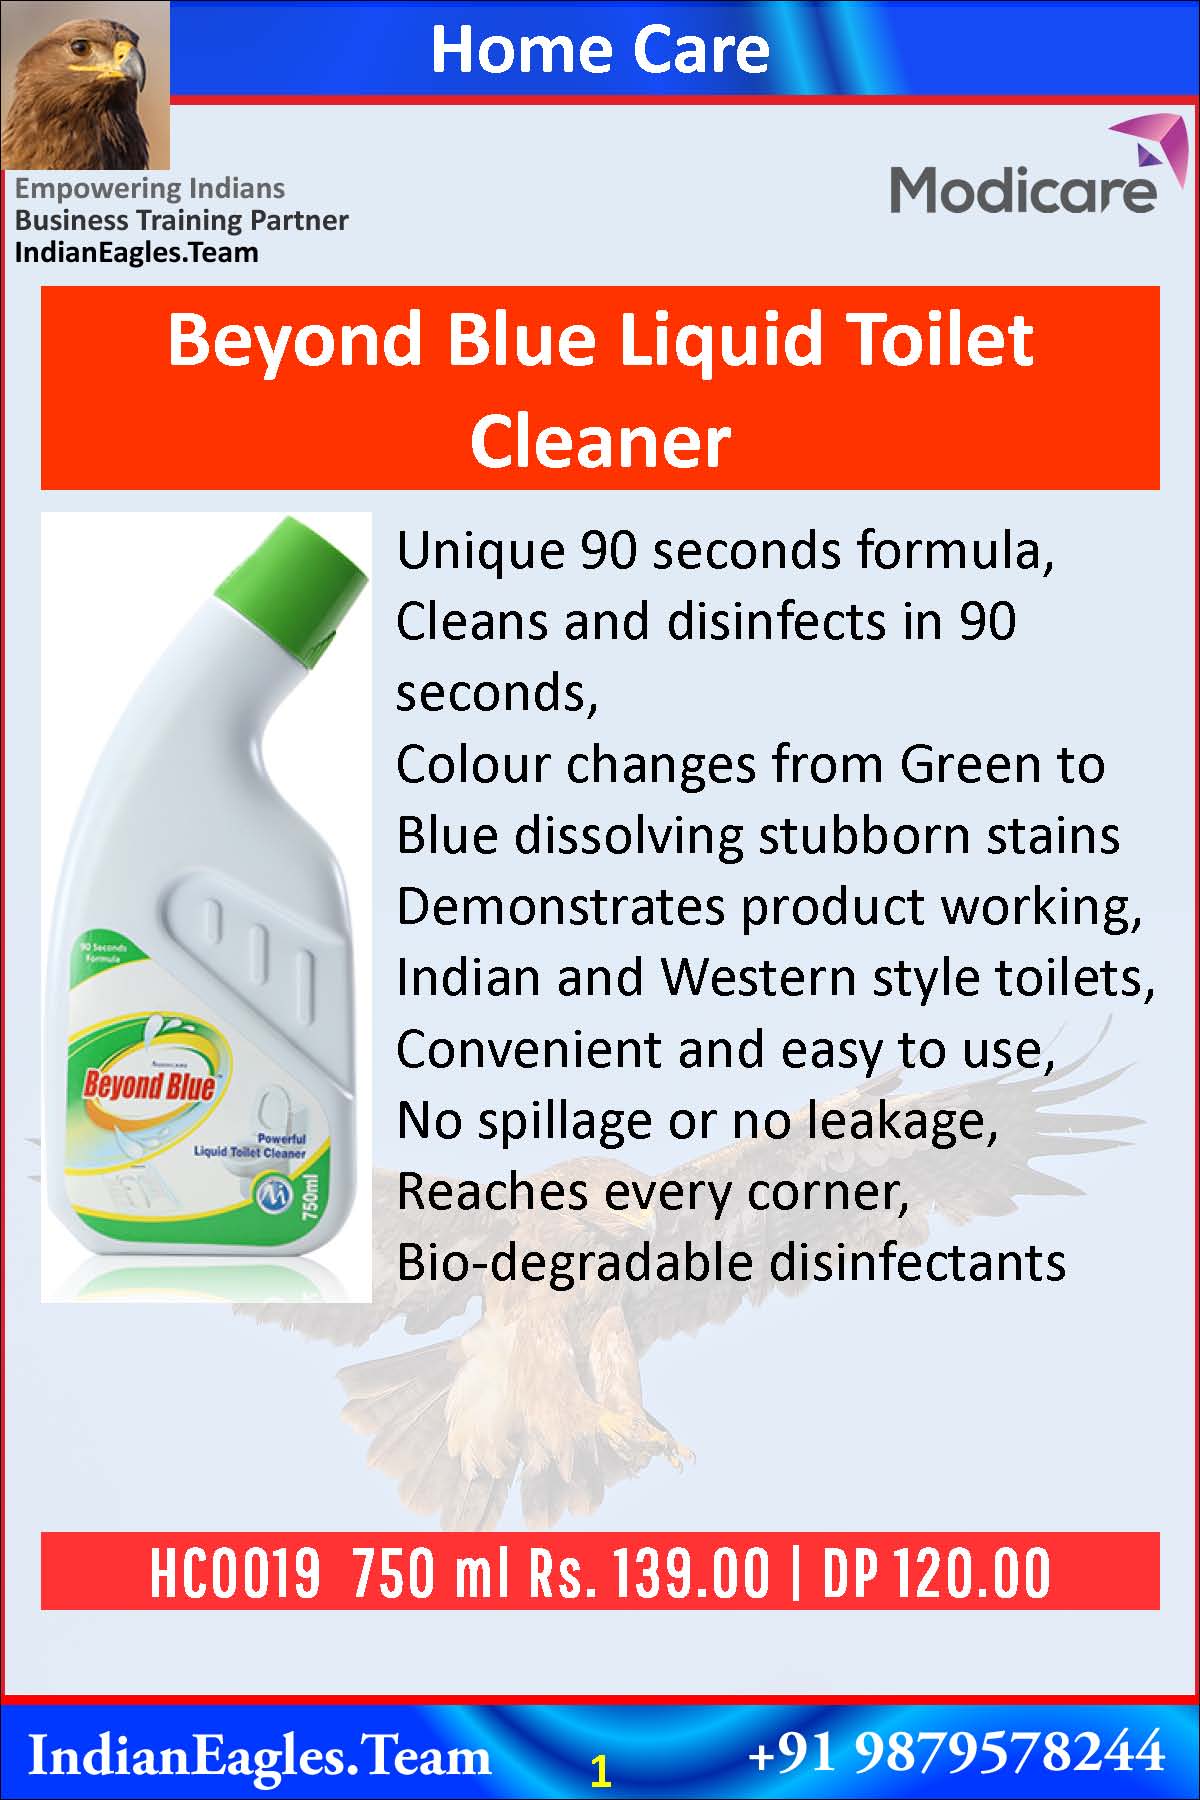 Home Care
Modicare
Empowering Indians
Business Training Partner
IndianEagles.Team
Beyond Blue Liquid Toilet
Cleaner
Unique 90 seconds formula,
Cleans and disinfects in 90
seconds,
Colour changes from Green to
Blue dissolving stubborn stains
Demonstrates product working,
Indian and Western style toilets,
Convenient and easy to use,
No spillage or no leakage,
Reaches every corner,
Bio-degradable disinfectants
90 Seconds
Formula
Beyond Blue
Powerful
Liquid Toilet Cleaner
750ml
HC0019 750 ml Rs. 139.00 | DP 120.00
IndianEagles.Team
1
+91 9879578244